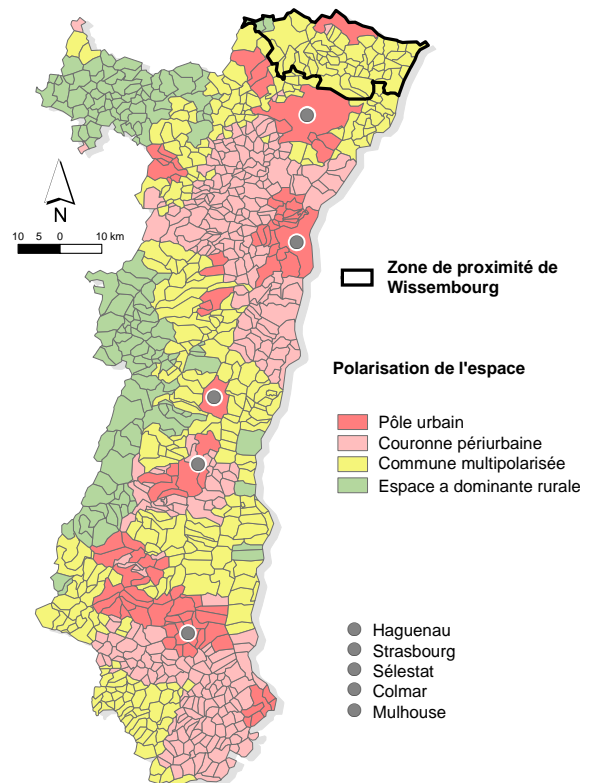 N
10 5 0 10 km
Zone de proximité de
Wissembourg
Polarisation de l'espace
Pôle urbain
Couronne périurbaine
Commune multipolarisée
Espace a dominante rurale
Haguenau
Strasbourg
Sélestat
Colmar
Mulhouse